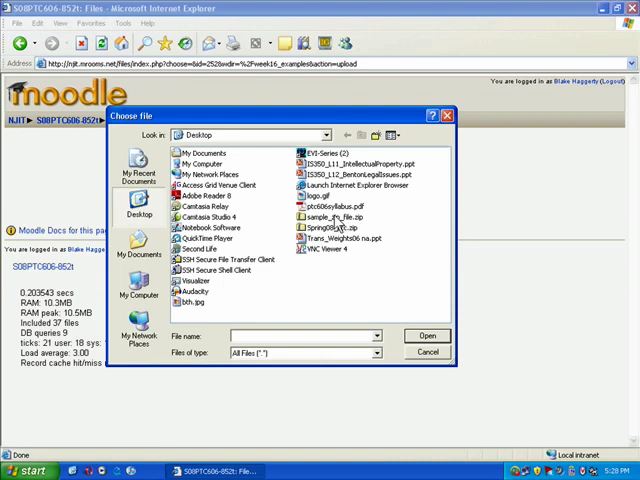 S08PTC606-852t: Files - Microsoft Internet Explorer
File Edit View Favorites Tools Help
Back
Address http://njit.mrooms.net/files/index.php?choose=&id=252&wdir=%2Fweek16_examples&action=upload
moodle
You are logged in as Blake Haggerty (Logout)
NJIT ► S08PTC606-852t
Choose file
Look in: Desktop
My Recent Documents
Desktop
My Documents
My Computer
My Network Places
My Documents
My Computer
My Network Places
Access Grid Venue Client
Adobe Reader 8
Camtasia Relay
Camtasia Studio 4
Notebook Software
QuickTime Player
Second Life
SSH Secure File Transfer Client
SSH Secure Shell Client
Visualizer
Audacity
bth.jpg
EVI-Series (2)
IS350_L11_IntellectualProperty.ppt
IS350_L12_BentonLegalIssues.ppt
Launch Internet Explorer Browser
logo.gif
ptc606syllabus.pdf
sample_zip_file.zip
.zip
Trans_Weights06 na.ppt
VNC Viewer 4
File name:
Open
Files of type: All Files (*.*)
Cancel
Moodle Docs for this p
You are logged in as Blake
S08PTC606-852t
0.203543 secs
RAM: 10.3MB
RAM peak: 10.5MB
Included 37 files
DB queries 9
ticks: 21 user: 18 sys:
Load average: 3.00
Record cache hit/miss
Done
Local intranet
start
S08PTC606-852t: File...
5:28 PM